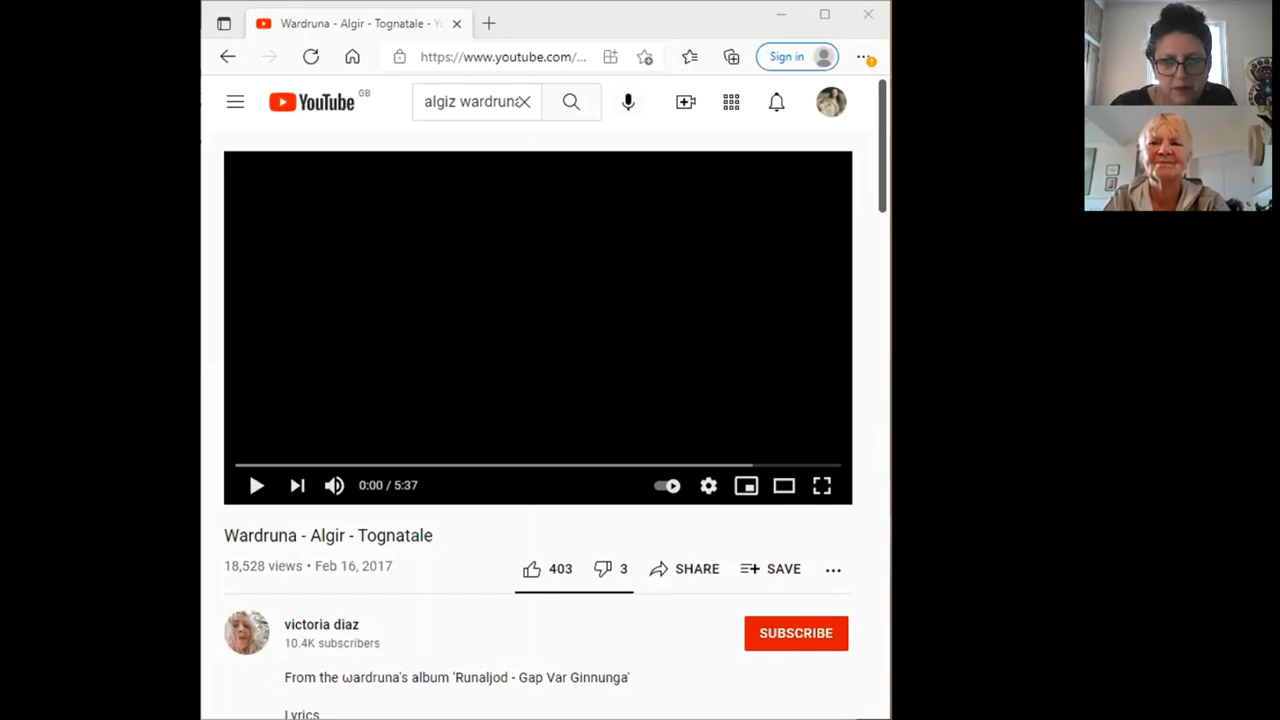 Wardruna - Algir - Tognatale - Y
https://www.youtube.com/...
Sign in
YouTube GB
algiz wardruna
0:00 / 5:37
Wardruna - Algir - Tognatale
18,528 views • Feb 16, 2017
403
3
SHARE
SAVE
victoria diaz
10.4K subscribers
SUBSCRIBE
From the ωardruna's album 'Runaljod - Gap Var Ginnunga'
Lyrics